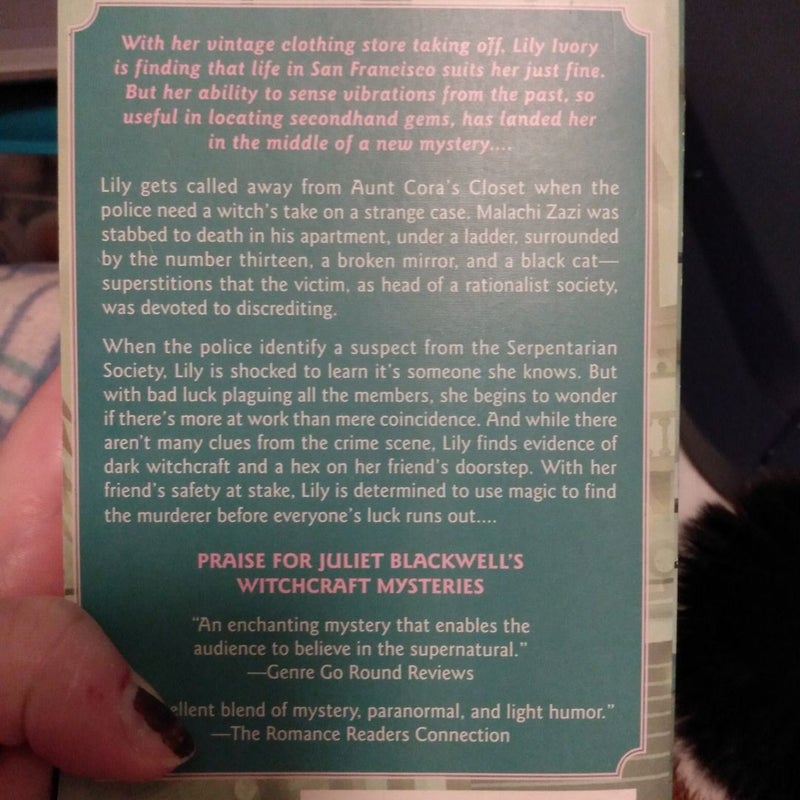 With her vintage clothing store taking off, Lily Ivory
is finding that life in San Francisco suits her just fine.
But her ability to sense vibrations from the past, so
useful in locating secondhand gems, has landed her
in the middle of a new mystery....
Lily gets called away from Aunt Cora's Closet when the
police need a witch's take on a strange case. Malachi Zazi was
stabbed to death in his apartment, under a ladder, surrounded
by the number thirteen, a broken mirror, and a black cat—
superstitions that the victim, as head of a rationalist society,
was devoted to discrediting.
When the police identify a suspect from the Serpentarian
Society, Lily is shocked to learn it's someone she knows. But
with bad luck plaguing all the members, she begins to wonder
if there's more at work than mere coincidence. And while there
aren't many clues from the crime scene, Lily finds evidence of
dark witchcraft and a hex on her friend's doorstep. With her
friend's safety at stake, Lily is determined to use magic to find
the murderer before everyone's luck runs out....
PRAISE FOR JULIET BLACKWELL'S
WITCHCRAFT MYSTERIES
"An enchanting mystery that enables the
audience to believe in the supernatural."
—Genre Go Round Reviews
ellent blend of mystery, paranormal, and light humor."
—The Romance Readers Connection